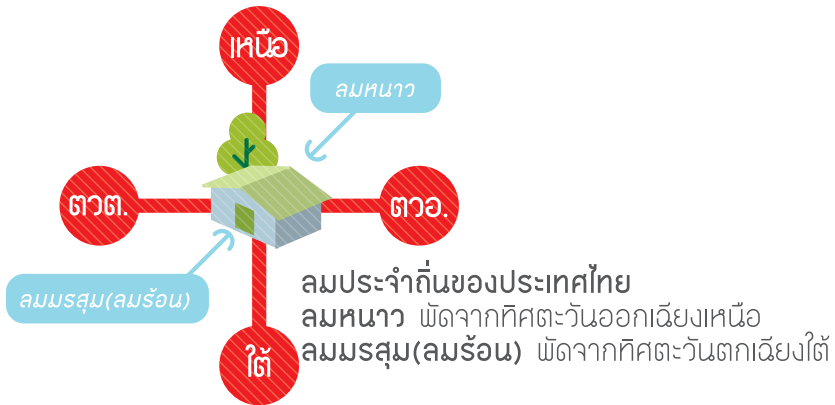 เหนือ
ลมหนาว
ตวต.
ตวอ.
ลมมรสุม(ลมร้อน)
ใต้
ลมประจำถิ่นของประเทศไทย
ลมหนาว พัดจากทิศตะวันออกเฉียงเหนือ
ลมมรสุม(ลมร้อน) พัดจากทิศตะวันตกเฉียงใต้